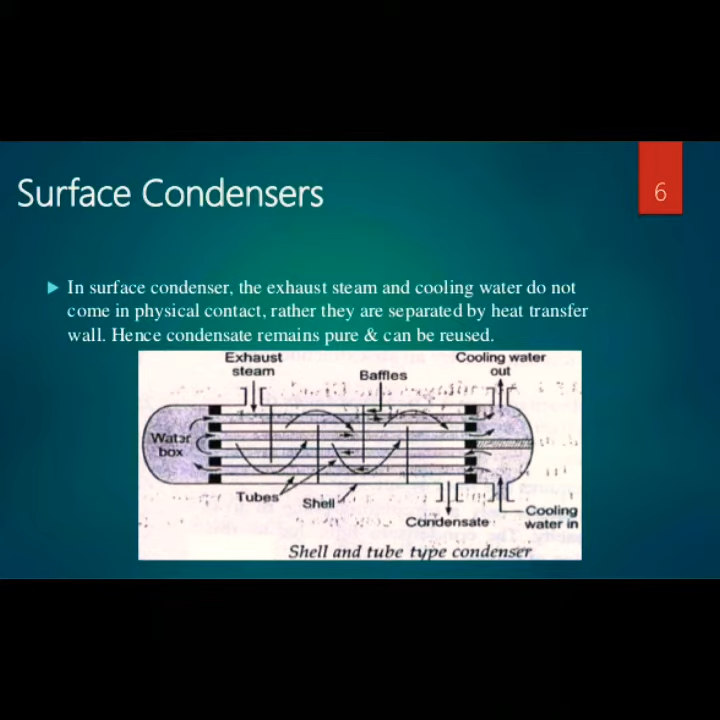 Surface Condensers
6
In surface condenser, the exhaust steam and cooling water do not
come in physical contact, rather they are separated by heat transfer
wall. Hence condensate remains pure & can be reused.
Exhaust
steam
Baffles
Cooling water
out
Water
box
Tubes
Shell
Condensate
Cooling
water in
Shell and tube type condenser